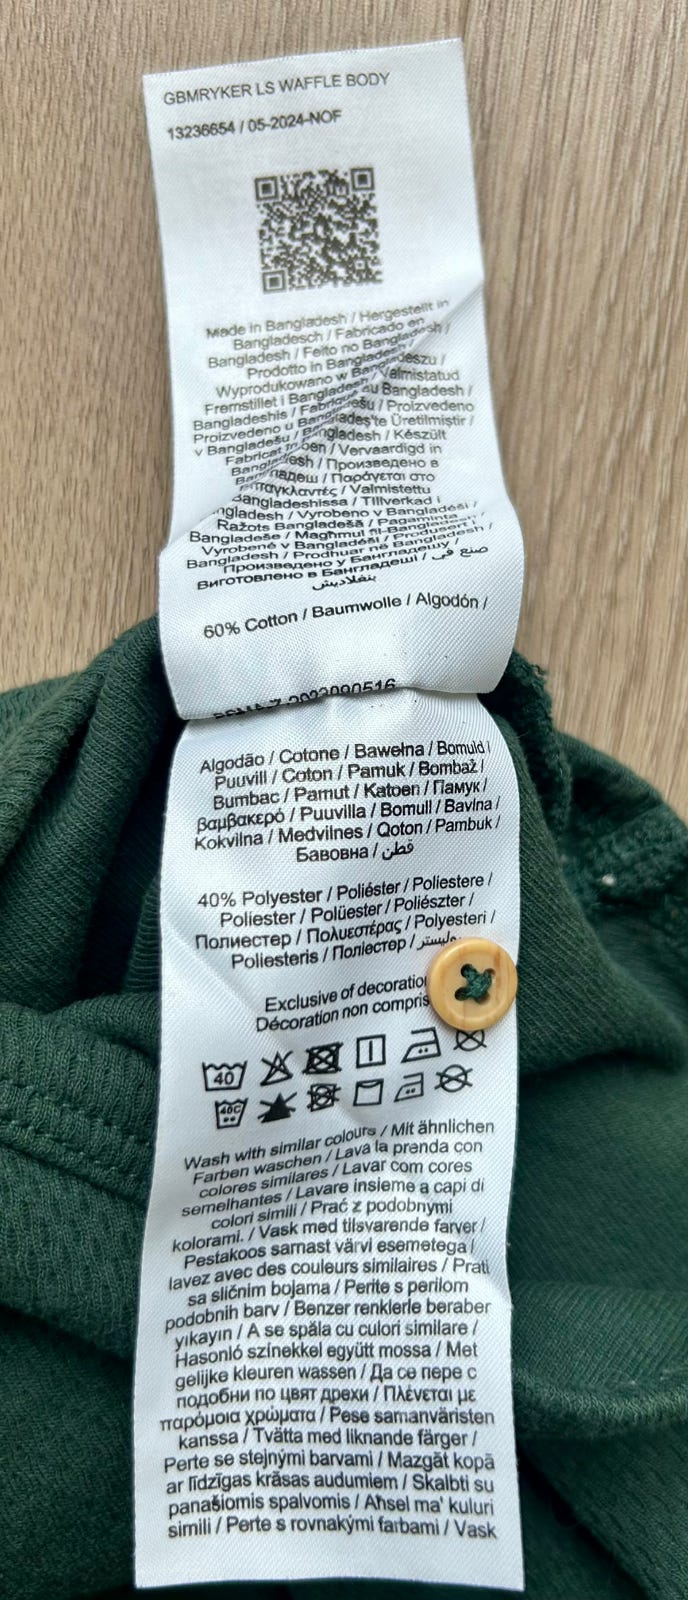 GBMRYKER LS WAFFLE BODY
13236654 / 05-2024-NOF
Made in Bangladesh / Hergestellt in
Bangladesch / Fabricado en
Bangladesh / Feito no Bangladesh /
Prodotto in Bangladesh /
Wyprodukowano w Bangladeszu /
Fremstillet i Bangladesh / Valmistatud
Bangladeshis / Fabriqué au Bangladesh /
Proizvedeno u Bangladešu / Proizvedeno
v Bangladešu / Bangladeş'te Üretilmiştir /
Fabricat în Bangladesh / Készült
/ Vervaardigd in
Bangladesh / Произведено в
/ Παράγεται στο
Μπαγκλαντές / Valmistettu
Bangladeshissa / Tillverkad i
Bangladesh / Vyrobeno v Bangladéši /
Ražots Bangladešā / Pagaminta
Bangladeše / Magħmul fil-Bangladesh /
Vyrobené v Bangladéši / Produsert i
Bangladesh / Prodhuar në Bangladesh /
Произведено у Бангладешу /
Виготовлено в Бангладеші / صنع في
بنغلاديش
60% Cotton / Baumwolle / Algodón /
2023090516
Algodão / Cotone / Bawełna / Bomuld /
Puuvill / Coton / Pamuk / Bombaž /
Bumbac / Pamut / Katoen / Памук /
βαμβακερό / Puuvilla / Bomull / Bavlna /
Kokvilna / Medvilnės / Qoton / Pambuk /
Бавовна / قطن
40% Polyester / Poliéster / Poliestere /
Poliester / Polüester / Poliészter /
Полиестер / Πολυεστέρας / Polyesteri /
Poliesteris / Поліестер / بوليستر
Exclusive of decoration
Décoration non compris
40
40C
Wash with similar colours / Mit ähnlichen
Farben waschen / Lava la prenda con
colores similares / Lavar com cores
semelhantes / Lavare insieme a capi di
colori simili / Prać z podobnymi
kolorami. / Vask med tilsvarende farver /
Pestakoos samast värvi esemetega /
lavez avec des couleurs similaires / Prati
sa sličnim bojama / Perite s perilom
podobnih barv / Benzer renklerle beraber
yıkayın / A se spăla cu culori similare /
Hasonló színekkel együtt mossa / Met
gelijke kleuren wassen / Да се пере с
подобни по цвят дрехи / Πλένεται με
παρόμοια χρώματα / Pese samanväristen
kanssa / Tvätta med liknande färger /
Perte se stejnými barvami / Mazgāt kopā
ar līdzīgas krāsas audumiem / Skalbti su
panašiomis spalvomis / Aħsel ma' kuluri
simili / Perte s rovnakými farbami / Vask